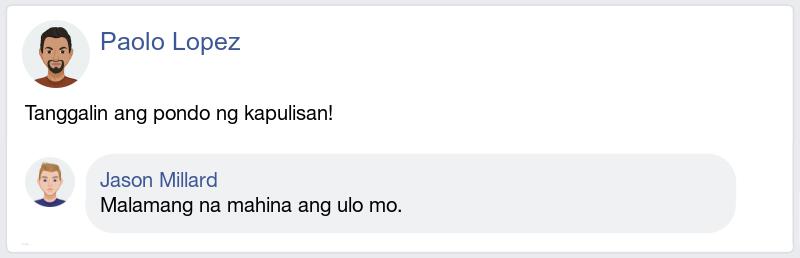 Paolo Lopez
Tanggalin ang pondo ng kapulisan!
Jason Millard
Malamang na mahina ang ulo mo.